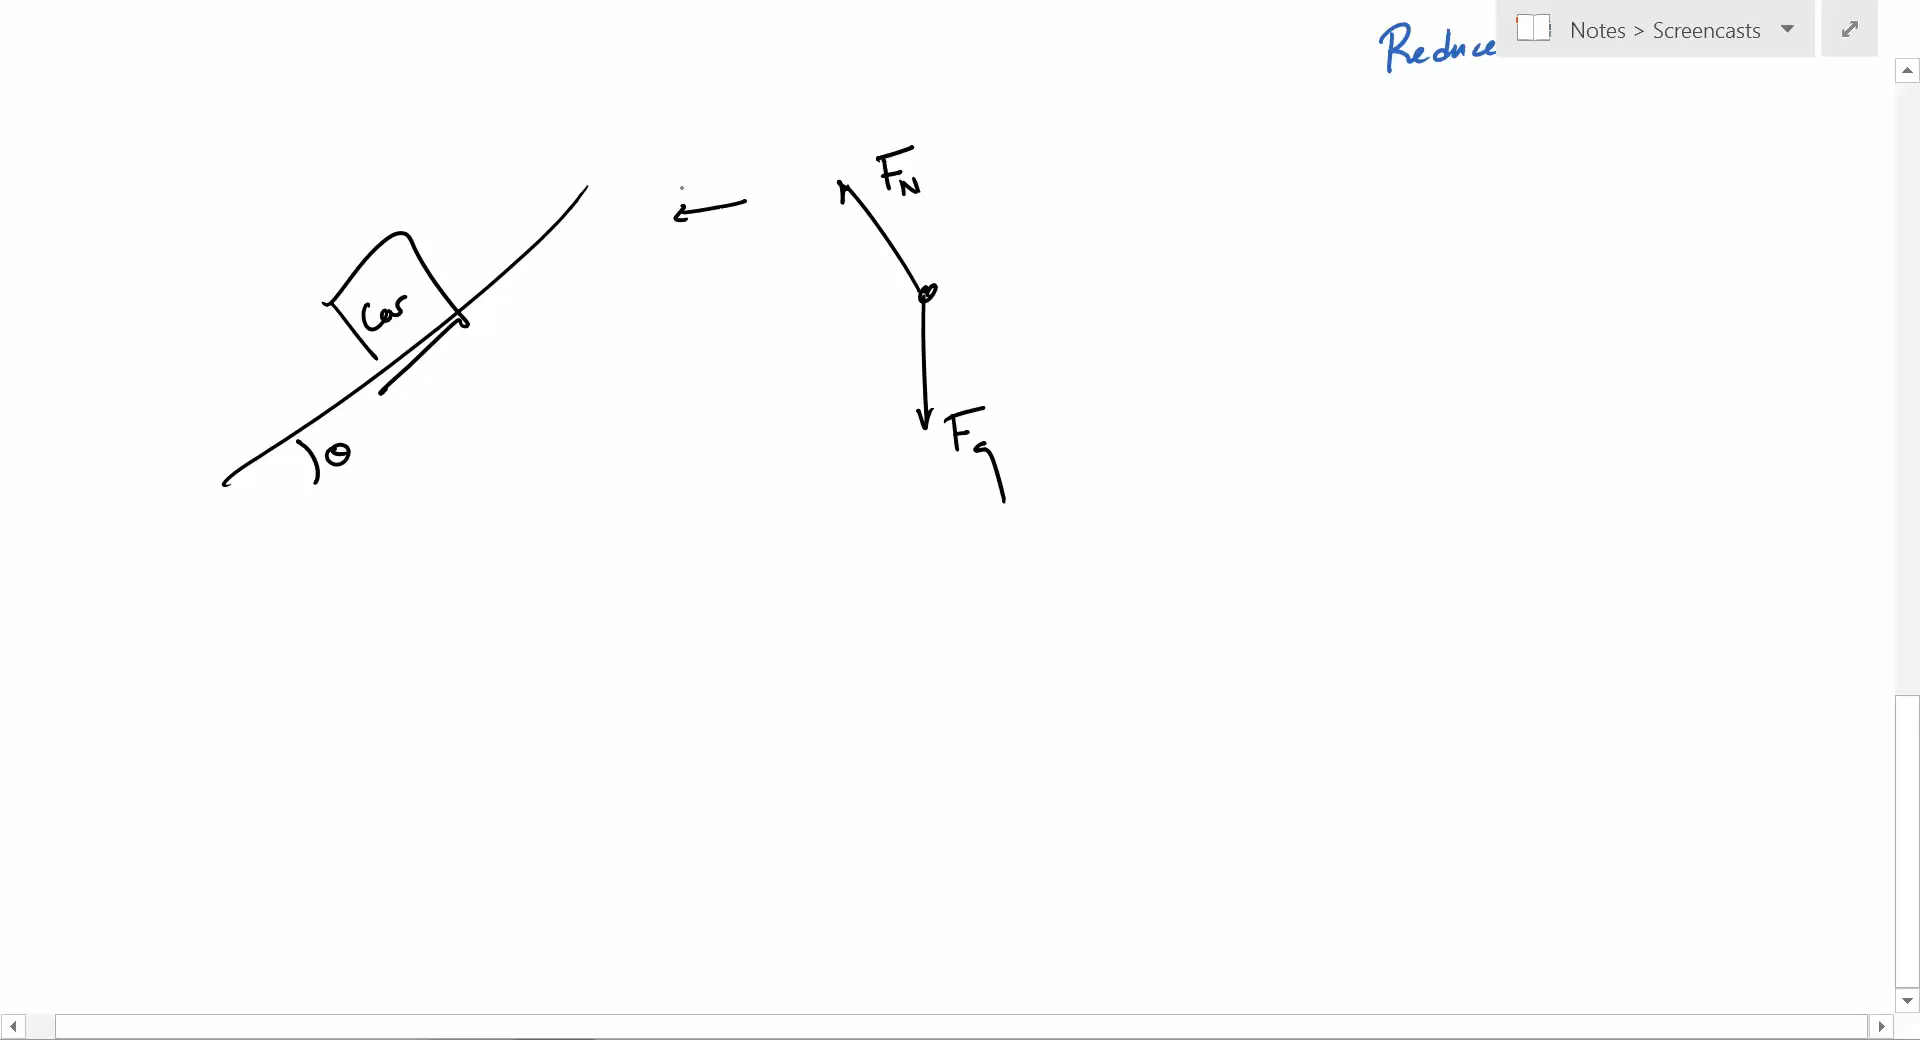 Reduce
Notes > Screencasts
F_N
Car
F_g
θ